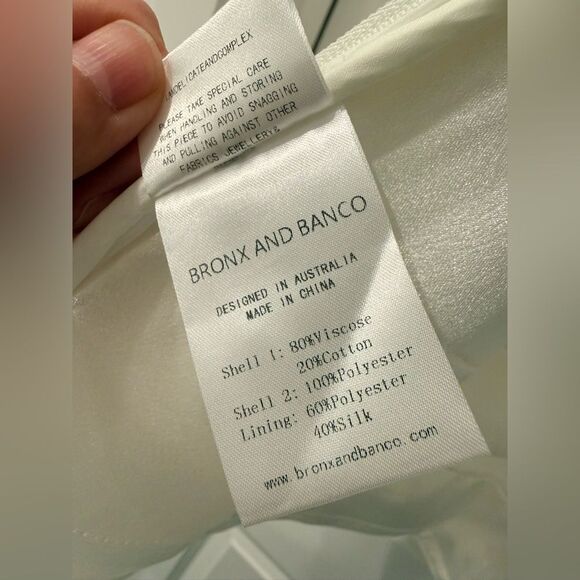 DELICATEANDCOMPLEX
PLEASE TAKE SPECIAL CARE
WHEN HANDLING AND STORING
THIS PIECE TO AVOID SNAGGING
AND PULLING AGAINST OTHER
FABRICS JEWELLERY&
BRONX AND BANCO
DESIGNED IN AUSTRALIA
MADE IN CHINA
Shell 1: 80%Viscose
20%Cotton
Shell 2: 100%Polyester
Lining: 60%Polyester
40%Silk
www.bronxandbanco.com